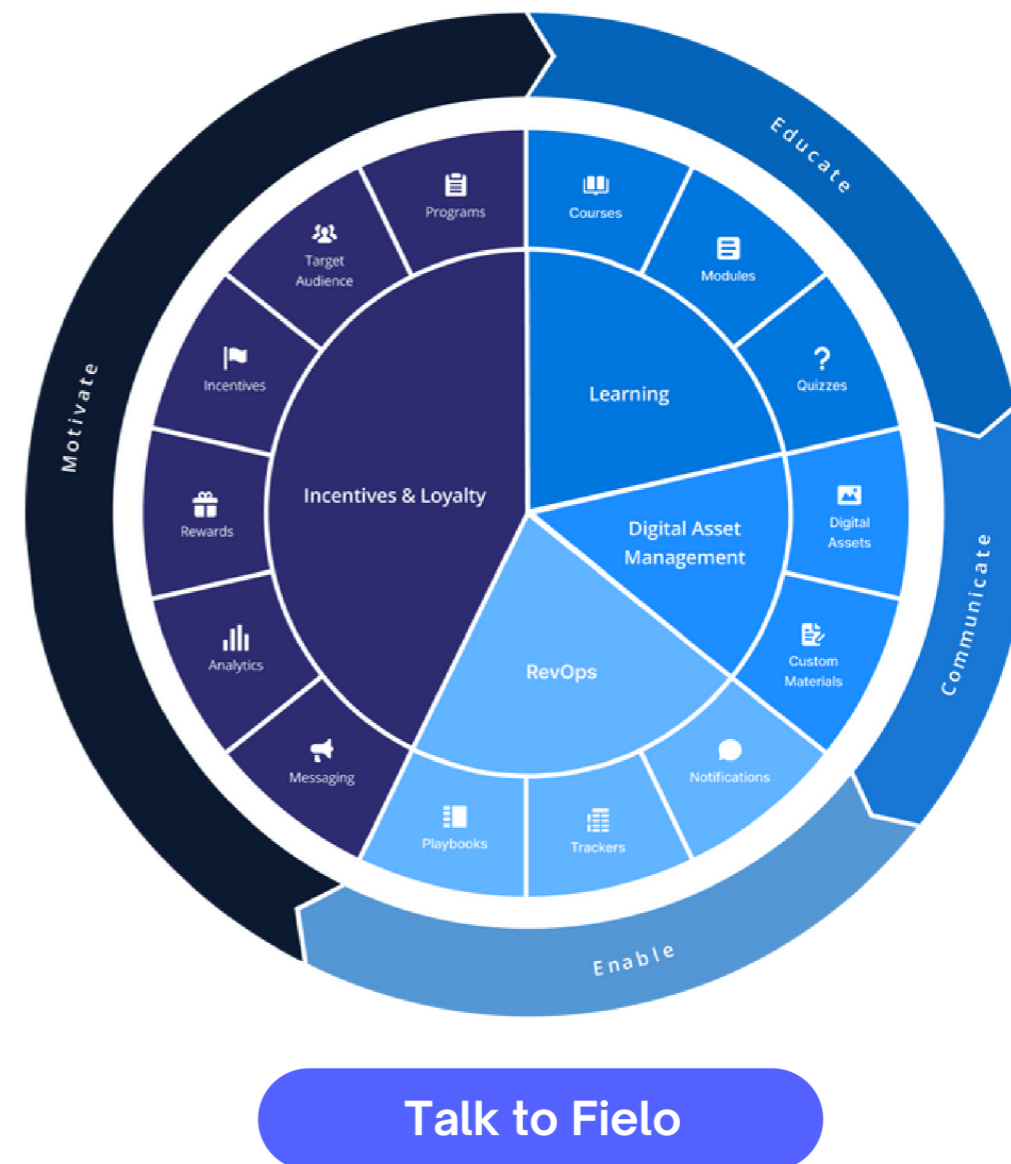 Educate
Programs
Courses
Target
Audience
Modules
Incentives
Quizzes
Motivate
Learning
Incentives & Loyalty
Rewards
Digital Asset
Management
Digital
Assets
Communicate
Analytics
RevOps
Custom
Materials
Messaging
Notifications
Playbooks
Trackers
Enable
Talk to Fielo